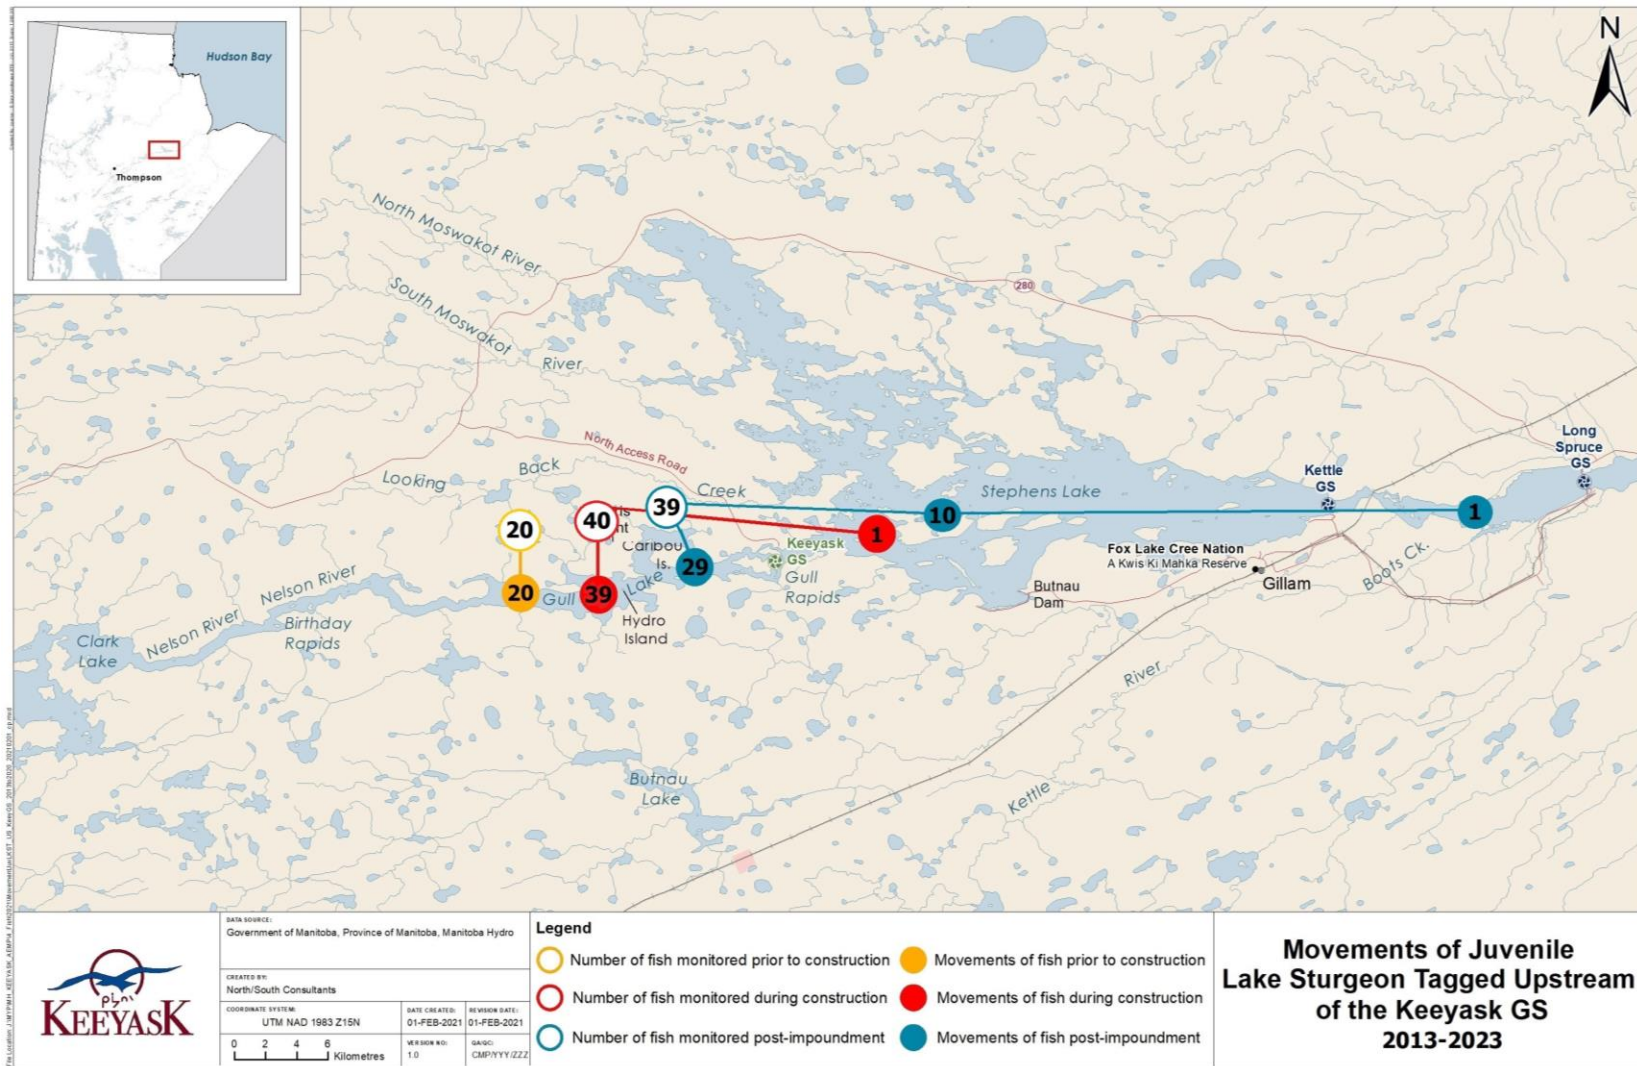 Hudson Bay
Thompson
N
North Moswakot River
South Moswakot
River
280
North Access Road
Looking
Back
Creek
Stephens Lake
Kettle
GS
Long
Spruce
GS
20
40
39
10
1
1
Keeyask
GS
Caribou
Is.
29
Gull
Rapids
Fox Lake Cree Nation
A Kwis Ki Mahka Reserve
Gillam
Boots Ck.
Butnau
Dam
20
39
Gull
Lake
Hydro
Island
Nelson River
Nelson River
Birthday
Rapids
Clark
Lake
River
Kettle
Butnau
Lake
KEEYASK
DATA SOURCE:
Government of Manitoba, Province of Manitoba, Manitoba Hydro
CREATED BY:
North/South Consultants
COORDINATE SYSTEM:
UTM NAD 1983 Z15N
DATE CREATED:
01-FEB-2021
REVISION DATE:
01-FEB-2021
0 2 4 6
Kilometres
VERSION NO:
1.0
QA/QC:
CMP/YYY/ZZZ
Legend
Number of fish monitored prior to construction
Movements of fish prior to construction
Number of fish monitored during construction
Movements of fish during construction
Number of fish monitored post-impoundment
Movements of fish post-impoundment
Movements of Juvenile
Lake Sturgeon Tagged Upstream
of the Keeyask GS
2013-2023